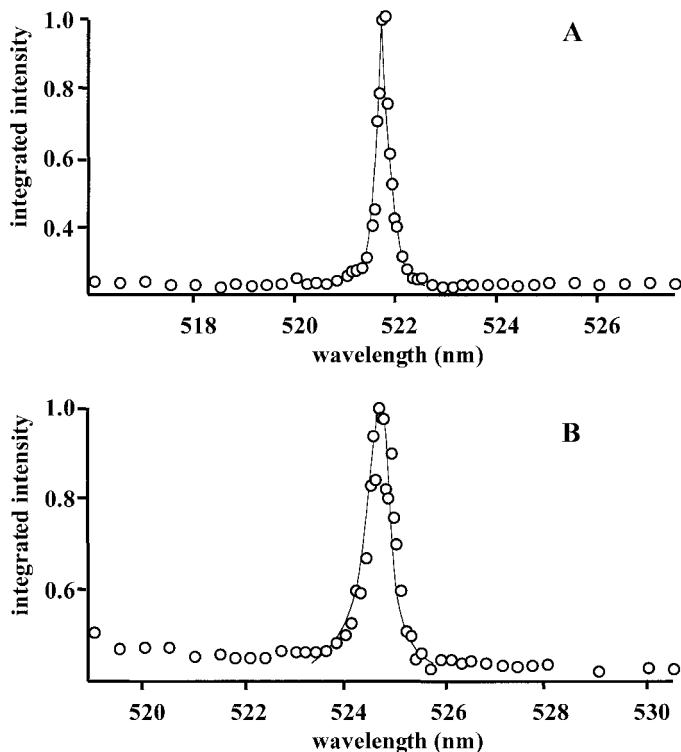 A
integrated intensity
1.0
0.8
0.6
0.4
518 520 522 524 526
wavelength (nm)
B
integrated intensity
1.0
0.8
0.6
520 522 524 525 528 530
wavelength (nm)